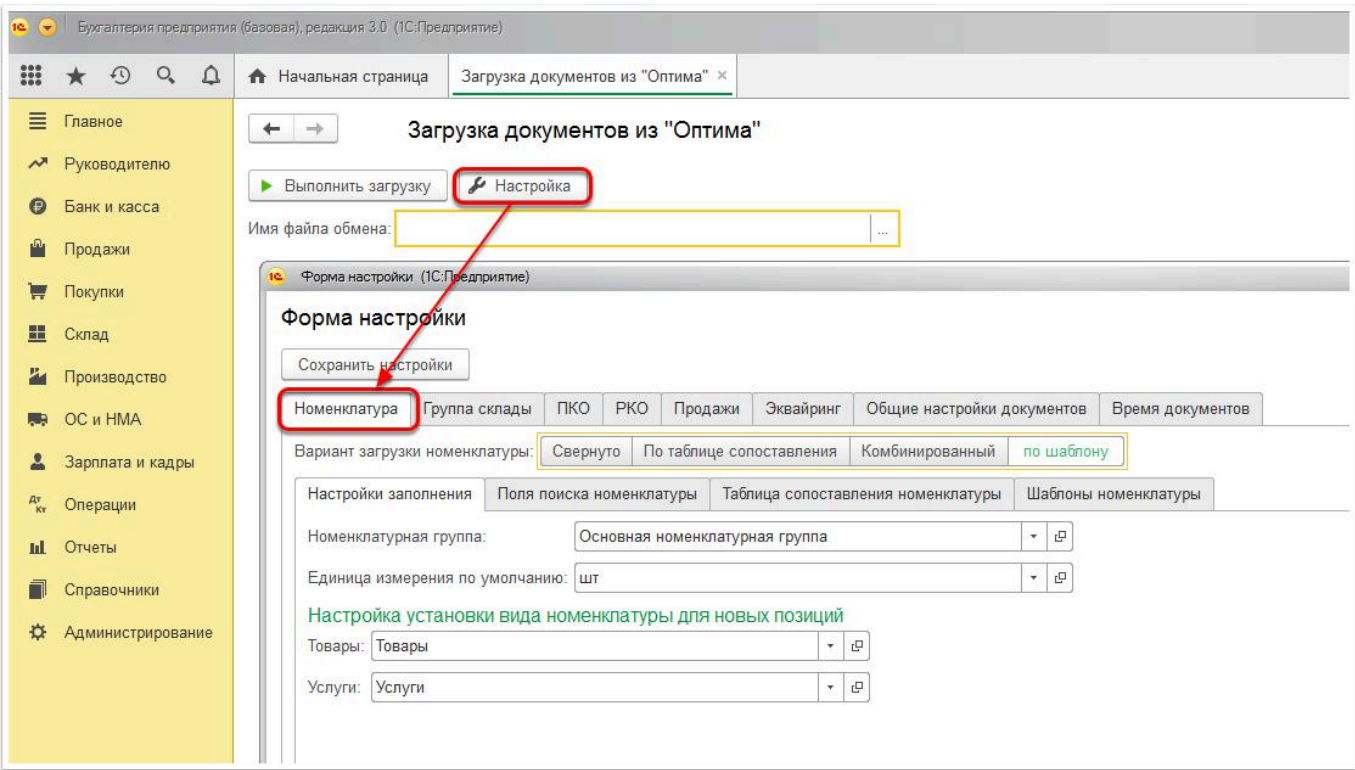 1С Бухгалтерия предприятия (базовая), редакция 3.0 (1С:Предприятие)
Начальная страница Загрузка документов из "Оптима" ×
Главное
Руководителю
Банк и касса
Продажи
Покупки
Склад
Производство
ОС и НМА
Зарплата и кадры
Дт Кт Операции
Отчеты
Справочники
Администрирование
Загрузка документов из "Оптима"
Выполнить загрузку Настройка
Имя файла обмена: ...
1С Форма настройки (1С:Предприятие)
Форма настройки
Сохранить настройки
Номенклатура Группа склады ПКО РКО Продажи Эквайринг Общие настройки документов Время документов
Вариант загрузки номенклатуры: Свернуто По таблице сопоставления Комбинированный по шаблону
Настройки заполнения Поля поиска номенклатуры Таблица сопоставления номенклатуры Шаблоны номенклатуры
Номенклатурная группа: Основная номенклатурная группа
Единица измерения по умолчанию: шт
Настройка установки вида номенклатуры для новых позиций
Товары: Товары
Услуги: Услуги